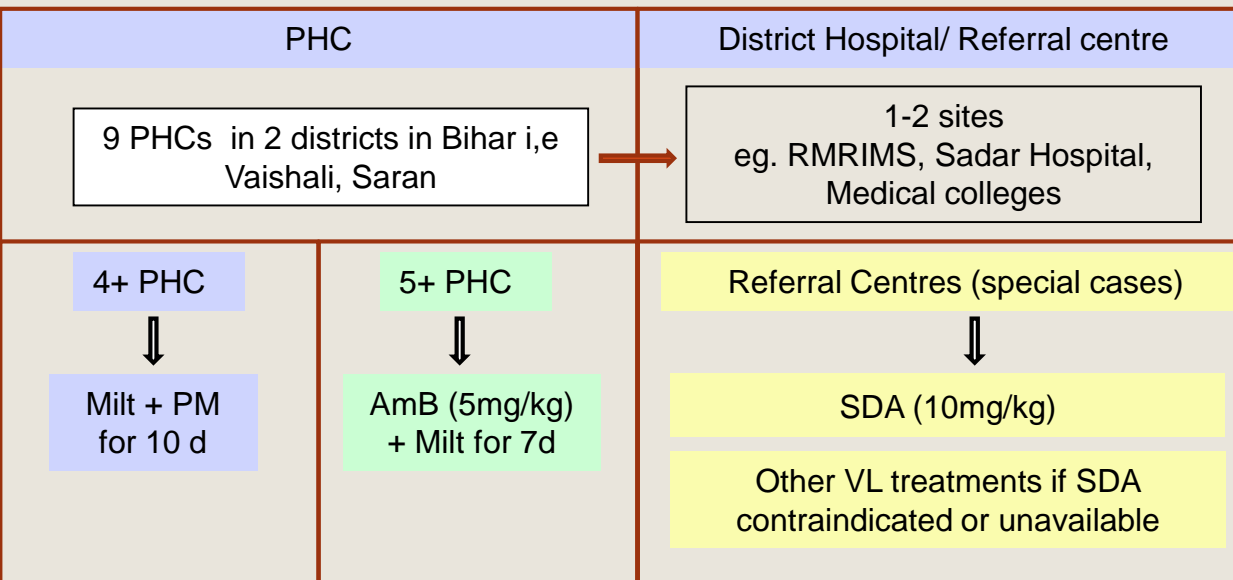 PHC
District Hospital/ Referral centre
9 PHCs in 2 districts in Bihar i,e
Vaishali, Saran
1-2 sites
eg. RMRIMS, Sadar Hospital,
Medical colleges
4+ PHC
5+ PHC
Referral Centres (special cases)
Milt + PM
for 10 d
AmB (5mg/kg)
+ Milt for 7d
SDA (10mg/kg)
Other VL treatments if SDA
contraindicated or unavailable